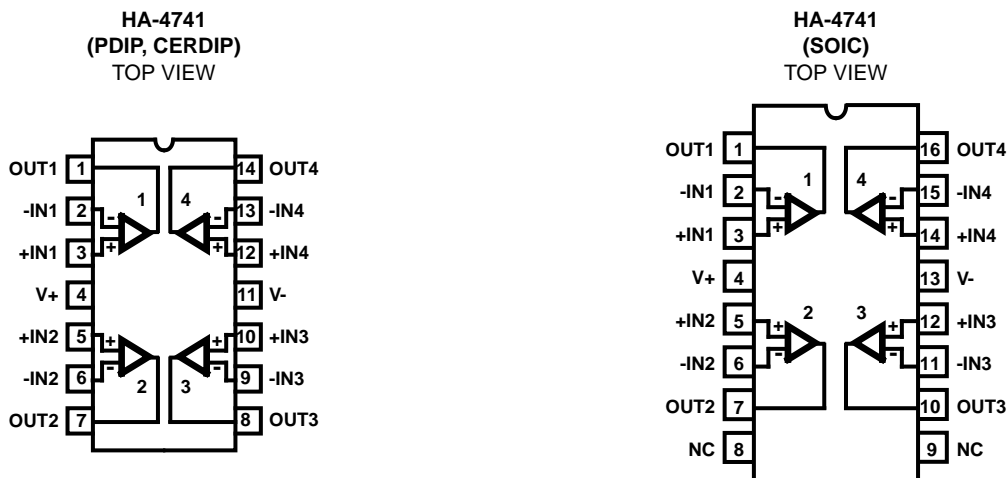 HA-4741
(PDIP, CERDIP)
TOP VIEW
OUT1 1 14 OUT4
1 4
-IN1 2 - - 13 -IN4
+IN1 3 + + 12 +IN4
V+ 4 11 V-
+IN2 5 + + 10 +IN3
-IN2 6 - - 9 -IN3
2 3
OUT2 7 8 OUT3
HA-4741
(SOIC)
TOP VIEW
OUT1 1 16 OUT4
1 4
-IN1 2 - - 15 -IN4
+IN1 3 + + 14 +IN4
V+ 4 13 V-
2 3
+IN2 5 + + 12 +IN3
-IN2 6 - - 11 -IN3
OUT2 7 10 OUT3
NC 8 9 NC